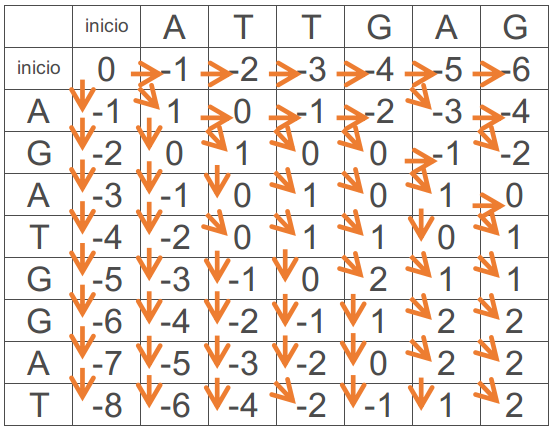 inicio A T T G A G
inicio 0 -1 -2 -3 -4 -5 -6
A -1 1 0 -1 -2 -3 -4
G -2 0 1 0 0 -1 -2
A -3 -1 0 1 0 1 0
T -4 -2 0 1 1 0 1
G -5 -3 -1 0 2 1 1
G -6 -4 -2 -1 1 2 2
A -7 -5 -3 -2 0 2 2
T -8 -6 -4 -2 -1 1 2